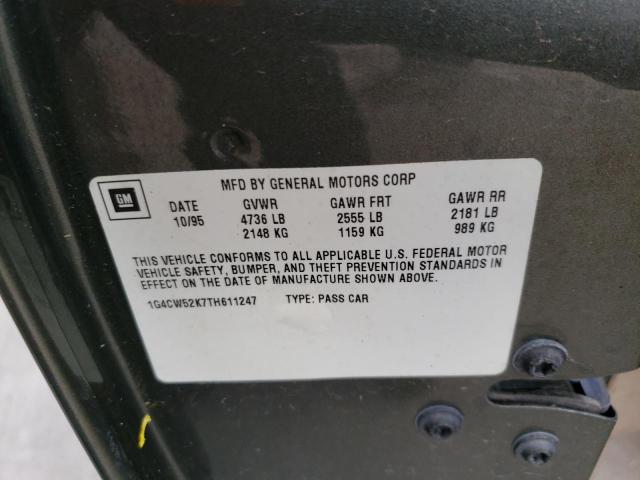 GM
MFD BY GENERAL MOTORS CORP
DATE GVWR GAWR FRT GAWR RR
10/95 4736 LB 2555 LB 2181 LB
2148 KG 1159 KG 989 KG
THIS VEHICLE CONFORMS TO ALL APPLICABLE U.S. FEDERAL MOTOR
VEHICLE SAFETY, BUMPER, AND THEFT PREVENTION STANDARDS IN
EFFECT ON THE DATE OF MANUFACTURE SHOWN ABOVE.
1G4CW52K7TH611247 TYPE: PASS CAR